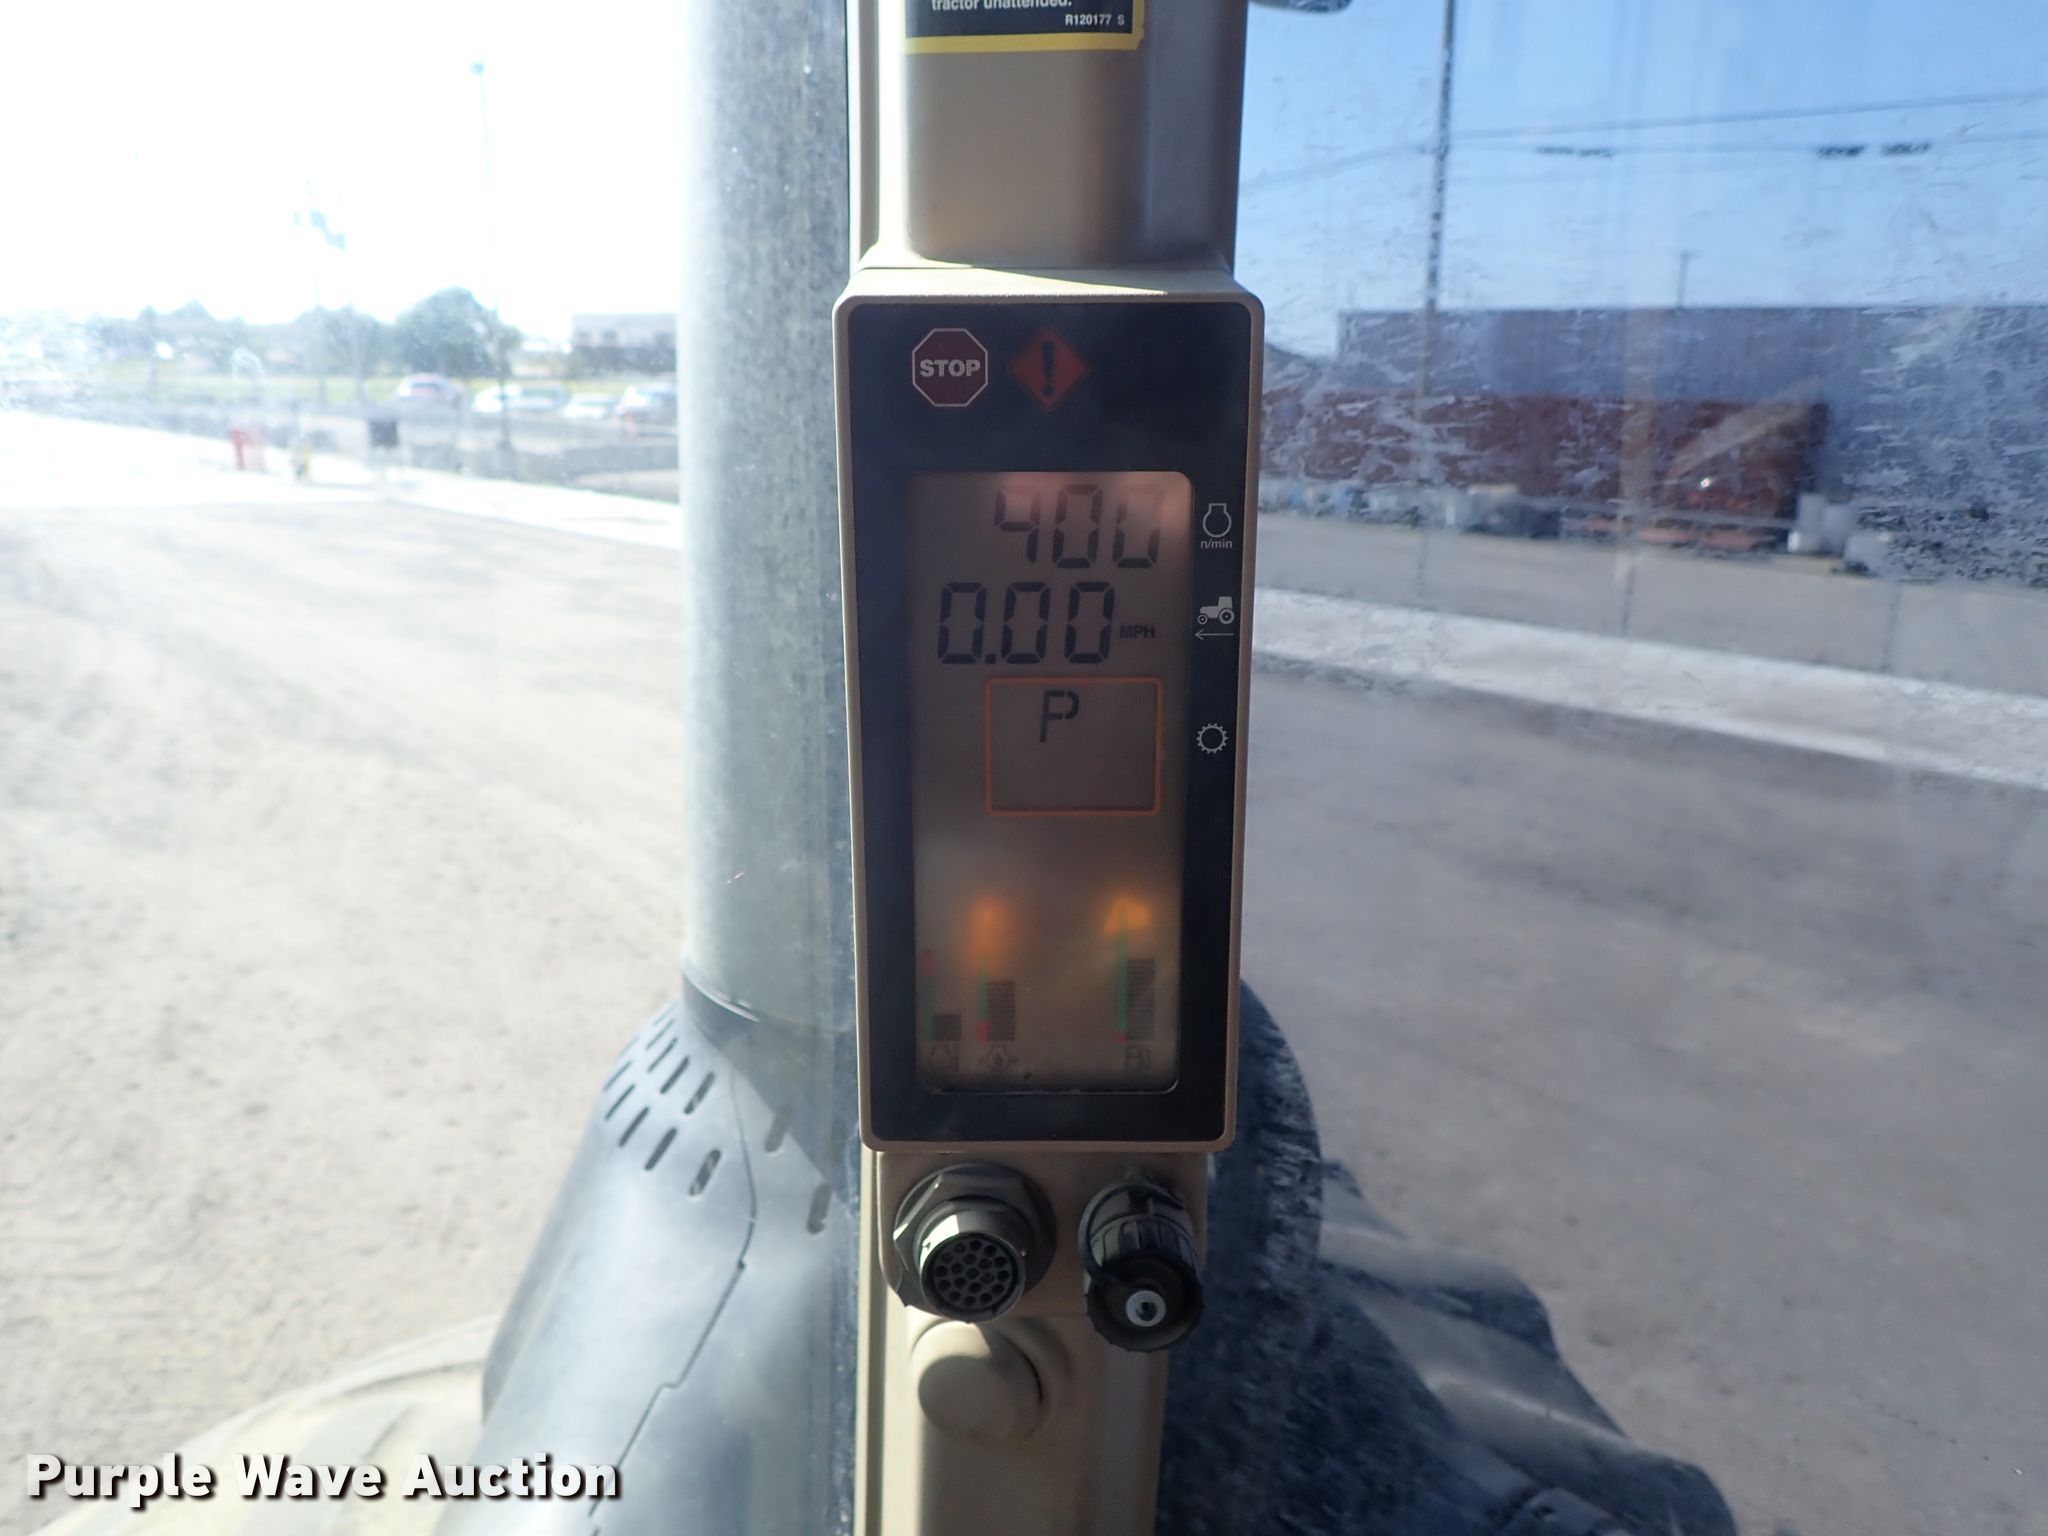 tractor unattended.
R120177 S
STOP
!
400
n/min
0.00 MPH
P
Purple Wave Auction